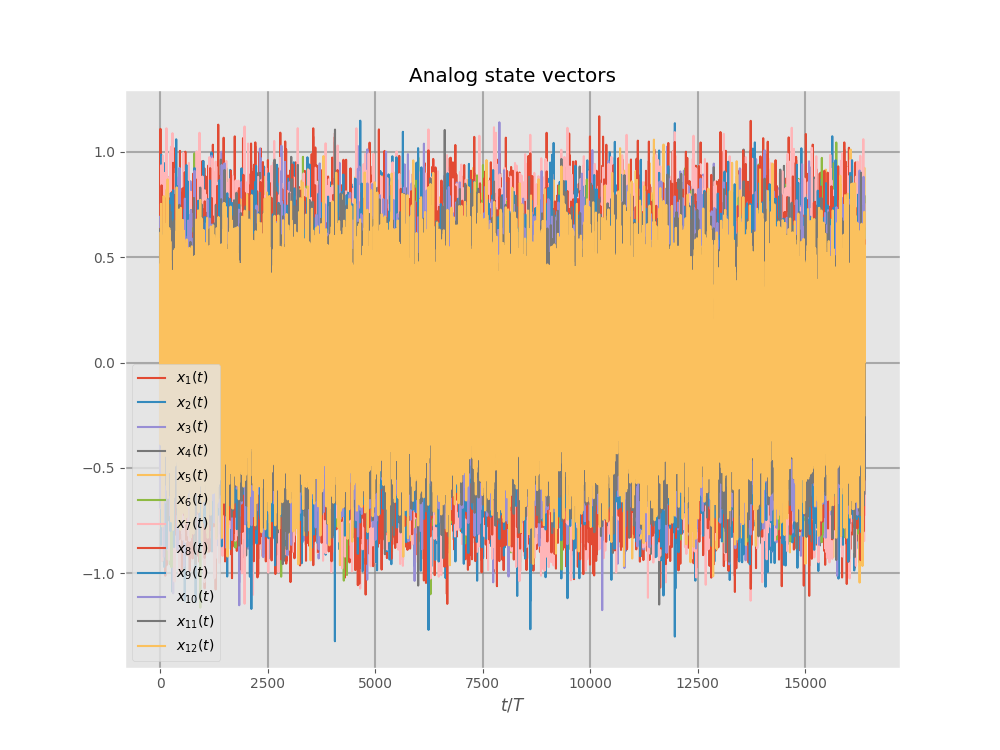 Analog state vectors
1.0
0.5
0.0
−0.5
−1.0
x₁(t)
x₂(t)
x₃(t)
x₄(t)
x₅(t)
x₆(t)
x₇(t)
x₈(t)
x₉(t)
x₁₀(t)
x₁₁(t)
x₁₂(t)
0 2500 5000 7500 10000 12500 15000
t/T